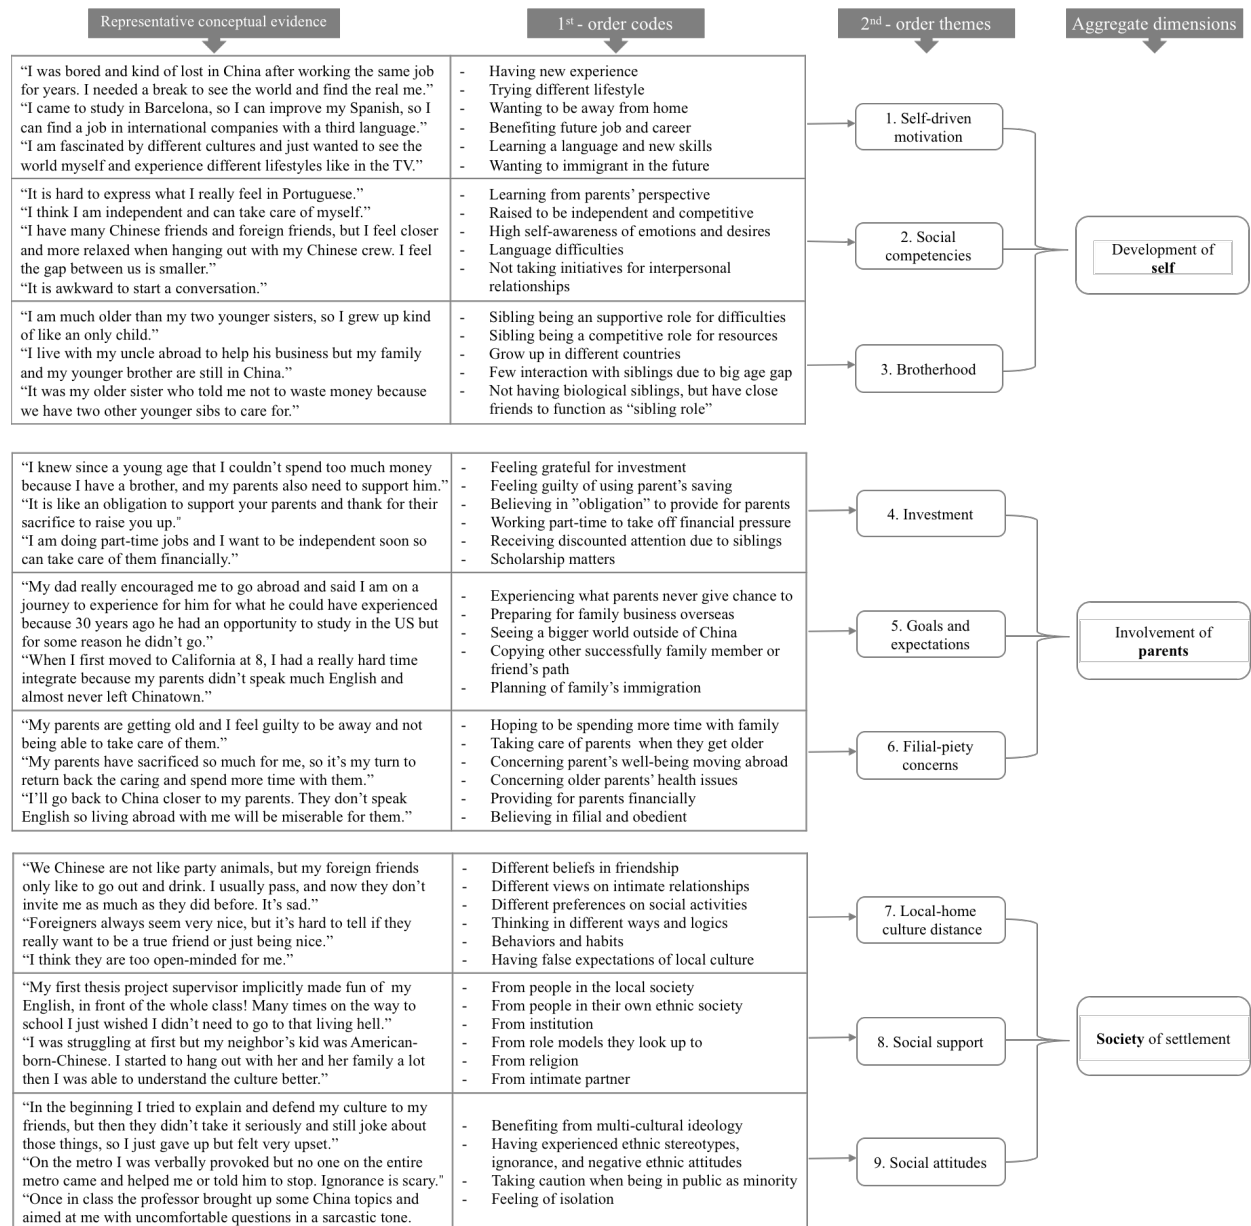 Representative conceptual evidence
1st - order codes
2nd - order themes
Aggregate dimensions
“I was bored and kind of lost in China after working the same job
for years. I needed a break to see the world and find the real me.”
“I came to study in Barcelona, so I can improve my Spanish, so I
can find a job in international companies with a third language.”
“I am fascinated by different cultures and just wanted to see the
world myself and experience different lifestyles like in the TV.”
- Having new experience
- Trying different lifestyle
- Wanting to be away from home
- Benefiting future job and career
- Learning a language and new skills
- Wanting to immigrant in the future
1. Self-driven
motivation
“It is hard to express what I really feel in Portuguese.”
“I think I am independent and can take care of myself.”
“I have many Chinese friends and foreign friends, but I feel closer
and more relaxed when hanging out with my Chinese crew. I feel
the gap between us is smaller.”
“It is awkward to start a conversation.”
- Learning from parents’ perspective
- Raised to be independent and competitive
- High self-awareness of emotions and desires
- Language difficulties
- Not taking initiatives for interpersonal
relationships
2. Social
competencies
Development of
self
“I am much older than my two younger sisters, so I grew up kind
of like an only child.”
“I live with my uncle abroad to help his business but my family
and my younger brother are still in China.”
“It was my older sister who told me not to waste money because
we have two other younger sibs to care for.”
- Sibling being an supportive role for difficulties
- Sibling being a competitive role for resources
- Grow up in different countries
- Few interaction with siblings due to big age gap
- Not having biological siblings, but have close
friends to function as “sibling role”
3. Brotherhood
“I knew since a young age that I couldn’t spend too much money
because I have a brother, and my parents also need to support him.”
“It is like an obligation to support your parents and thank for their
sacrifice to raise you up."
“I am doing part-time jobs and I want to be independent soon so
can take care of them financially.”
- Feeling grateful for investment
- Feeling guilty of using parent’s saving
- Believing in ”obligation” to provide for parents
- Working part-time to take off financial pressure
- Receiving discounted attention due to siblings
- Scholarship matters
4. Investment
“My dad really encouraged me to go abroad and said I am on a
journey to experience for him for what he could have experienced
because 30 years ago he had an opportunity to study in the US but
for some reason he didn’t go.”
“When I first moved to California at 8, I had a really hard time
integrate because my parents didn’t speak much English and
almost never left Chinatown.”
- Experiencing what parents never give chance to
- Preparing for family business overseas
- Seeing a bigger world outside of China
- Copying other successfully family member or
friend’s path
- Planning of family’s immigration
5. Goals and
expectations
Involvement of
parents
“My parents are getting old and I feel guilty to be away and not
being able to take care of them.”
“My parents have sacrificed so much for me, so it’s my turn to
return back the caring and spend more time with them.”
“I’ll go back to China closer to my parents. They don’t speak
English so living abroad with me will be miserable for them.”
- Hoping to be spending more time with family
- Taking care of parents when they get older
- Concerning parent’s well-being moving abroad
- Concerning older parents’ health issues
- Providing for parents financially
- Believing in filial and obedient
6. Filial-piety
concerns
“We Chinese are not like party animals, but my foreign friends
only like to go out and drink. I usually pass, and now they don’t
invite me as much as they did before. It’s sad.”
“Foreigners always seem very nice, but it’s hard to tell if they
really want to be a true friend or just being nice.”
“I think they are too open-minded for me.”
- Different beliefs in friendship
- Different views on intimate relationships
- Different preferences on social activities
- Thinking in different ways and logics
- Behaviors and habits
- Having false expectations of local culture
7. Local-home
culture distance
“My first thesis project supervisor implicitly made fun of my
English, in front of the whole class! Many times on the way to
school I just wished I didn’t need to go to that living hell.”
“I was struggling at first but my neighbor’s kid was American-
born-Chinese. I started to hang out with her and her family a lot
then I was able to understand the culture better.”
- From people in the local society
- From people in their own ethnic society
- From institution
- From role models they look up to
- From religion
- From intimate partner
8. Social support
Society of settlement
“In the beginning I tried to explain and defend my culture to my
friends, but then they didn’t take it seriously and still joke about
those things, so I just gave up but felt very upset.”
“On the metro I was verbally provoked but no one on the entire
metro came and helped me or told him to stop. Ignorance is scary."
“Once in class the professor brought up some China topics and
aimed at me with uncomfortable questions in a sarcastic tone.
- Benefiting from multi-cultural ideology
- Having experienced ethnic stereotypes,
ignorance, and negative ethnic attitudes
- Taking caution when being in public as minority
- Feeling of isolation
9. Social attitudes